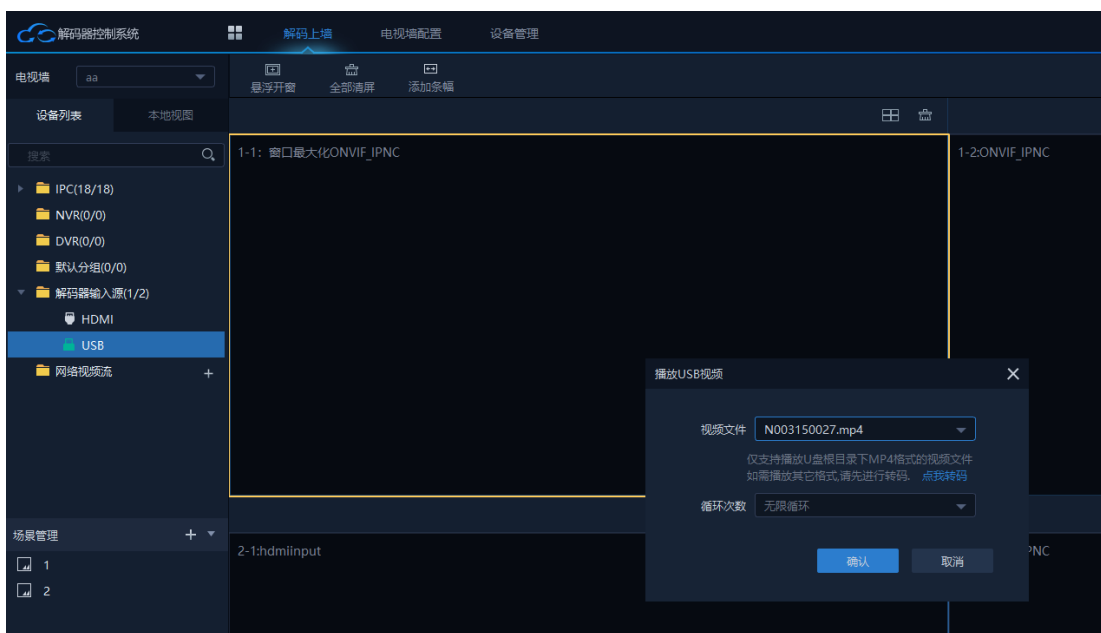 解码器控制系统
解码上墙
电视墙配置
设备管理
电视墙
aa
悬浮开窗
全部清屏
添加条幅
设备列表
本地视图
搜索
IPC(18/18)
NVR(0/0)
DVR(0/0)
默认分组(0/0)
解码器输入源(1/2)
HDMI
USB
网络视频流
+
场景管理
+
1
2
1-1: 窗口最大化ONVIF_IPNC
1-2:ONVIF_IPNC
2-1:hdmiinput
PNC
播放USB视频
视频文件
N003150027.mp4
仅支持播放U盘根目录下MP4格式的视频文件
如需播放其它格式,请先进行转码. 点我转码
循环次数
无限循环
确认
取消